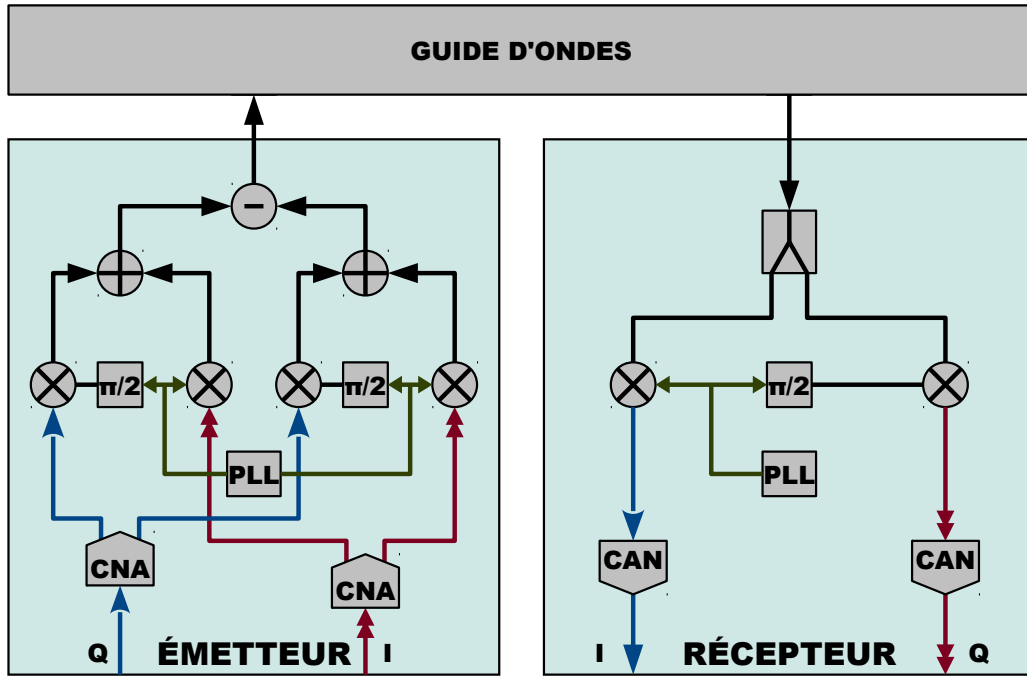 GUIDE D'ONDES
−
π/2
π/2
π/2
PLL
PLL
CNA
CNA
CAN
CAN
Q
ÉMETTEUR
I
I
RÉCEPTEUR
Q